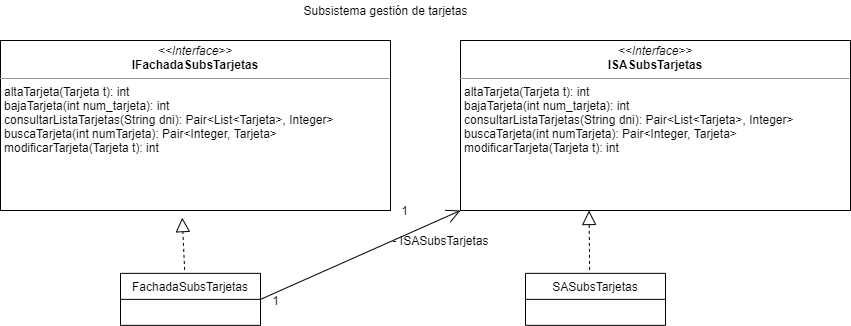 Subsistema gestión de tarjetas
<<Interface>>
IFachadaSubsTarjetas
altaTarjeta(Tarjeta t): int
bajaTarjeta(int num_tarjeta): int
consultarListaTarjetas(String dni): Pair<List<Tarjeta>, Integer>
buscaTarjeta(int numTarjeta): Pair<Integer, Tarjeta>
modificarTarjeta(Tarjeta t): int
<<Interface>>
ISASubsTarjetas
altaTarjeta(Tarjeta t): int
bajaTarjeta(int num_tarjeta): int
consultarListaTarjetas(String dni): Pair<List<Tarjeta>, Integer>
buscaTarjeta(int numTarjeta): Pair<Integer, Tarjeta>
modificarTarjeta(Tarjeta t): int
1
- ISASubsTarjetas
FachadaSubsTarjetas
1
SASubsTarjetas